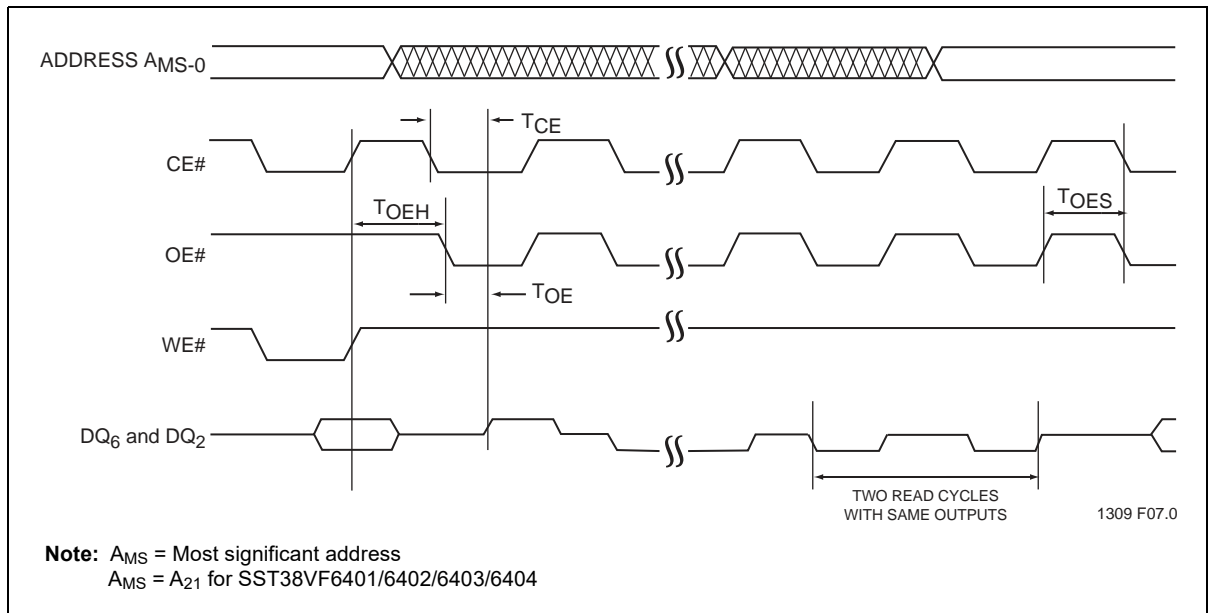 ADDRESS AMS-0
TCE
CE#
TOEH
TOES
OE#
TOE
WE#
DQ6 and DQ2
TWO READ CYCLES
WITH SAME OUTPUTS
1309 F07.0
Note: AMS = Most significant address
AMS = A21 for SST38VF6401/6402/6403/6404